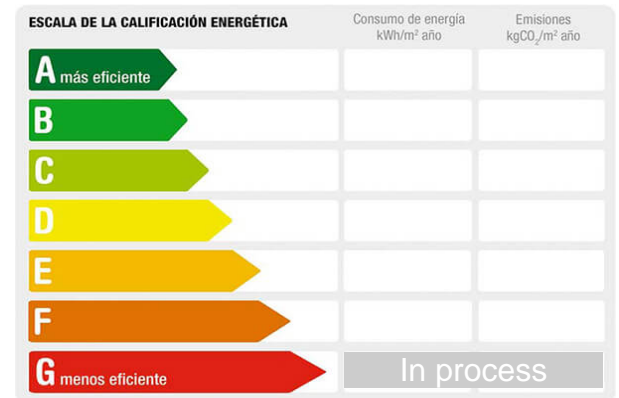 ESCALA DE LA CALIFICACIÓN ENERGÉTICA
Consumo de energía
kWh/m² año
Emisiones
kgCO₂/m² año
A más eficiente
B
C
D
E
F
G menos eficiente
In process